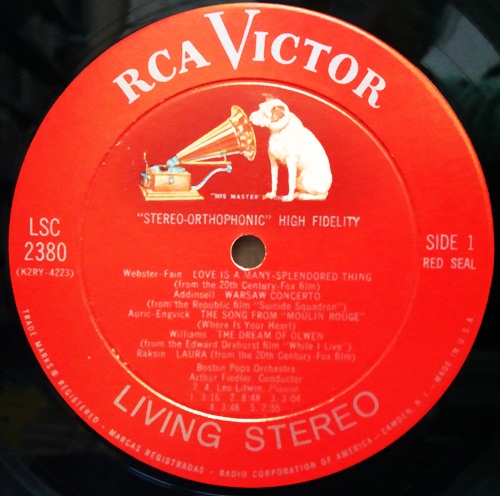 RCA VICTOR
"HIS MASTER'S
"STEREO-ORTHOPHONIC" HIGH FIDELITY
LSC
2380
(K2RY-4223)
SIDE 1
RED SEAL
Webster-Fain LOVE IS A MANY-SPLENDORED THING
(from the 20th Century-Fox film)
Addinsel) WARSAW CONCERTO
(from the Republic film "Suicide Squadron")
Auric-Engvick THE SONG FROM "MOULIN ROUGE"
(Where Is Your Heart)
Williams THE DREAM OF OLWEN
(from the Edward Dryhurst film "While I Live")
Raksin LAURA (from the 20th Century-Fox film)
Boston Pops Orchestra
Arthur Fiedler, Conductor
2, 4, Leo Litwin, Pianist
1. 3:16 2. 8:48 3. 3:04
4. 3:46 5. 2:55
LIVING STEREO
TRADE MARKS ® REGISTERED · MARCAS REGISTRADAS · RADIO CORPORATION OF AMERICA - CAMDEN, N. J. · MADE IN U.S.A.